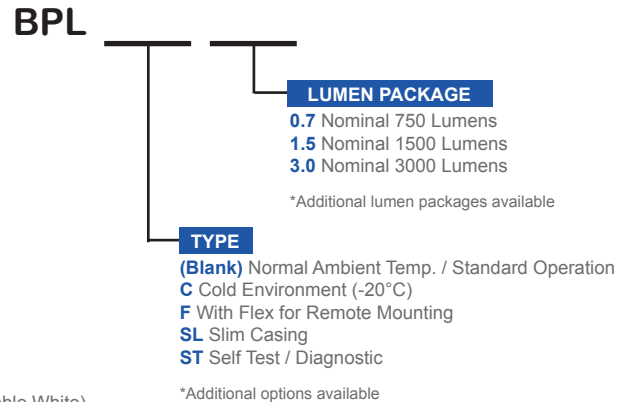 BPL
LUMEN PACKAGE
0.7 Nominal 750 Lumens
1.5 Nominal 1500 Lumens
3.0 Nominal 3000 Lumens
*Additional lumen packages available
TYPE
(Blank) Normal Ambient Temp. / Standard Operation
C Cold Environment (-20°C)
F With Flex for Remote Mounting
SL Slim Casing
ST Self Test / Diagnostic
*Additional options available
White)